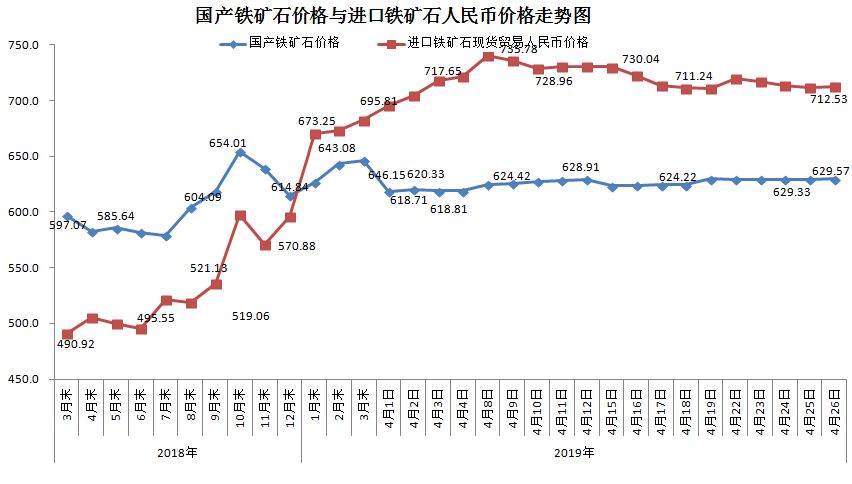 国产铁矿石价格与进口铁矿石人民币价格走势图
国产铁矿石价格
进口铁矿石现货贸易人民币价格
750.0
700.0
650.0
600.0
550.0
500.0
450.0
597.07
585.64
604.09
654.01
614.84
643.08
646.15
618.71
620.33
618.81
624.42
628.91
624.22
629.33
629.57
490.92
495.55
521.13
519.06
570.88
673.25
695.81
717.65
735.78
728.96
730.04
711.24
712.53
3月末
4月末
5月末
6月末
7月末
8月末
9月末
10月末
11月末
12月末
1月末
2月末
3月末
4月1日
4月2日
4月3日
4月4日
4月8日
4月9日
4月10日
4月11日
4月12日
4月15日
4月16日
4月17日
4月18日
4月19日
4月22日
4月23日
4月24日
4月25日
4月26日
2018年
2019年